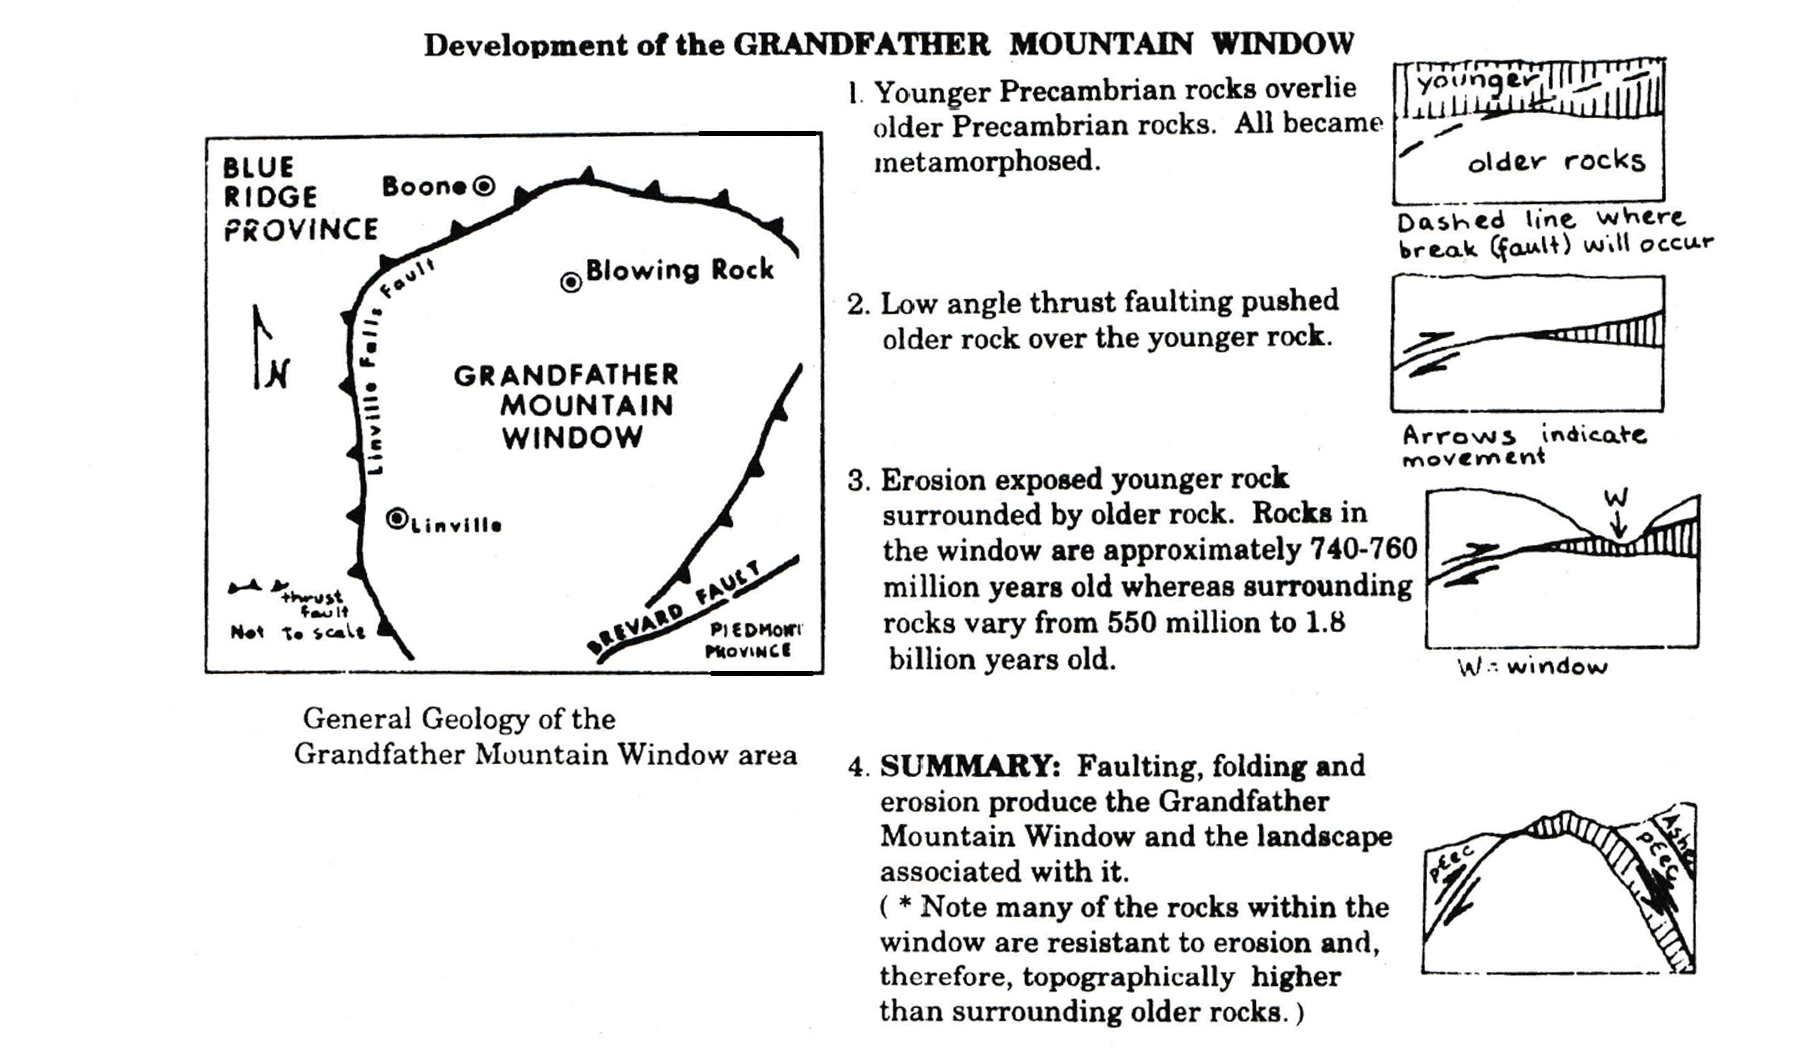 Development of the GRANDFATHER MOUNTAIN WINDOW
BLUE
RIDGE
PROVINCE
Boone
Blowing Rock
Linville Falls Fault
N
GRANDFATHER
MOUNTAIN
WINDOW
Linville
thrust
fault
Not To scale
BREVARD FAULT
PIEDMONT
PROVINCE
General Geology of the
Grandfather Mountain Window area
1. Younger Precambrian rocks overlie
older Precambrian rocks. All became
metamorphosed.
younger
older rocks
Dashed line where
break (fault) will occur
2. Low angle thrust faulting pushed
older rock over the younger rock.
Arrows indicate
movement
3. Erosion exposed younger rock
surrounded by older rock. Rocks in
the window are approximately 740-760
million years old whereas surrounding
rocks vary from 550 million to 1.8
billion years old.
W
W = window
4. SUMMARY: Faulting, folding and
erosion produce the Grandfather
Mountain Window and the landscape
associated with it.
( * Note many of the rocks within the
window are resistant to erosion and,
therefore, topographically higher
than surrounding older rocks. )
pEec
pEec
Ashe